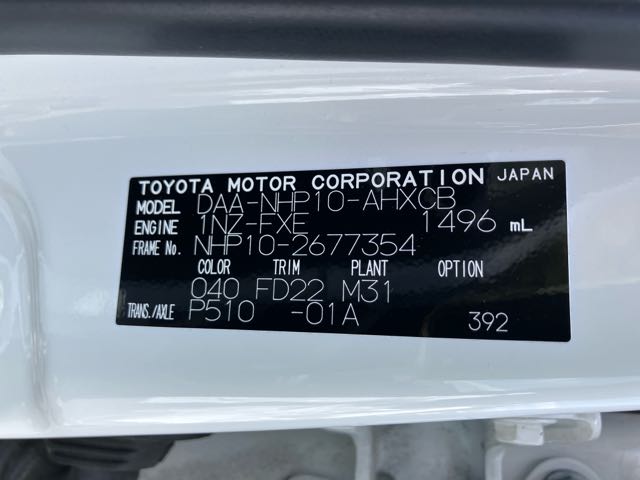 TOYOTA MOTOR CORPORATION JAPAN
MODEL DAA-NHP10-AHXCB
ENGINE 1NZ-FXE 1496 mL
FRAME No. NHP10-2677354
COLOR TRIM PLANT OPTION
040 FD22 M31
TRANS./AXLE P510 -01A 392